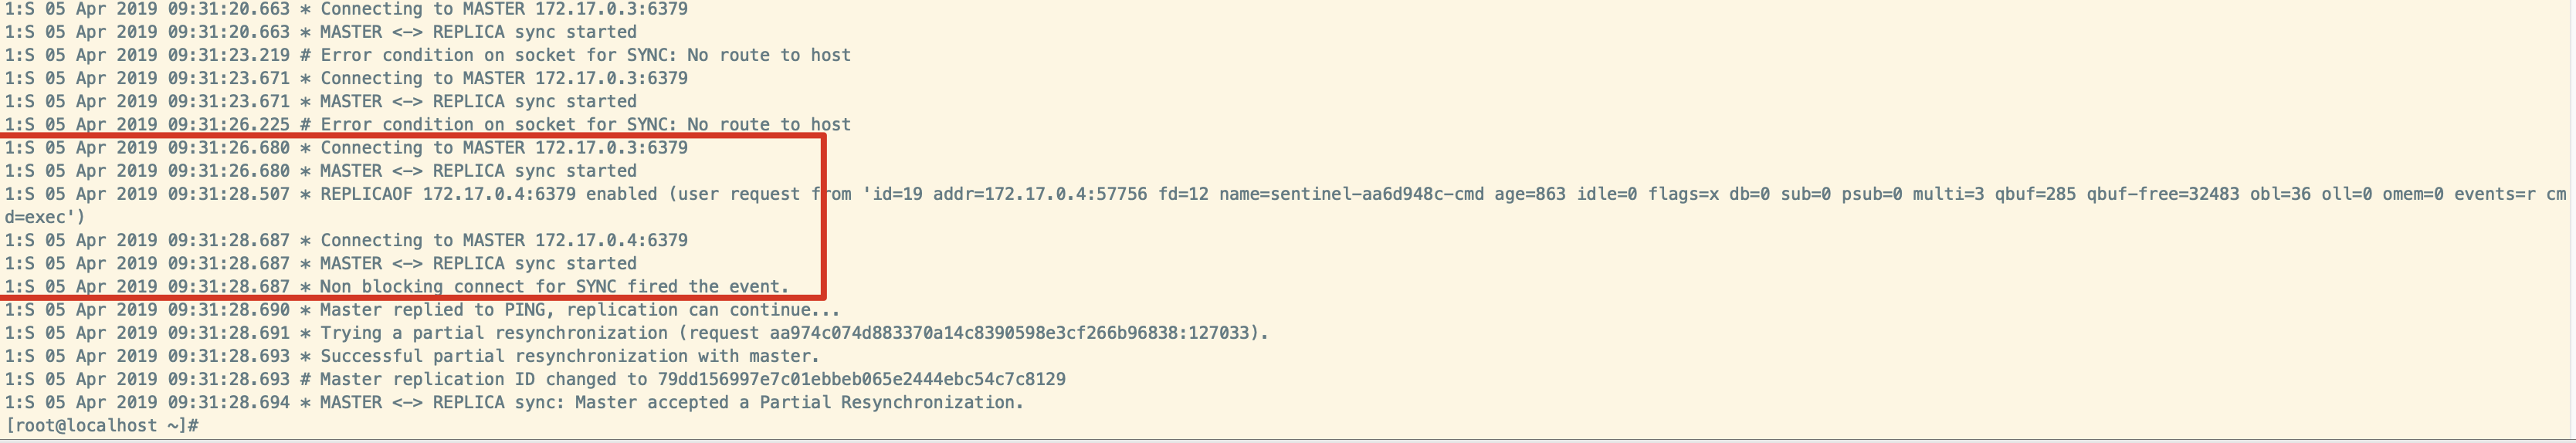 1:S 05 Apr 2019 09:31:20.663 * Connecting to MASTER 172.17.0.3:6379
1:S 05 Apr 2019 09:31:20.663 * MASTER <-> REPLICA sync started
1:S 05 Apr 2019 09:31:23.219 # Error condition on socket for SYNC: No route to host
1:S 05 Apr 2019 09:31:23.671 * Connecting to MASTER 172.17.0.3:6379
1:S 05 Apr 2019 09:31:23.671 * MASTER <-> REPLICA sync started
1:S 05 Apr 2019 09:31:26.225 # Error condition on socket for SYNC: No route to host
1:S 05 Apr 2019 09:31:26.680 * Connecting to MASTER 172.17.0.3:6379
1:S 05 Apr 2019 09:31:26.680 * MASTER <-> REPLICA sync started
1:S 05 Apr 2019 09:31:28.507 * REPLICAOF 172.17.0.4:6379 enabled (user request from 'id=19 addr=172.17.0.4:57756 fd=12 name=sentinel-aa6d948c-cmd age=863 idle=0 flags=x db=0 sub=0 psub=0 multi=3 qbuf=285 qbuf-free=32483 obl=36 oll=0 omem=0 events=r cm
d=exec')
1:S 05 Apr 2019 09:31:28.687 * Connecting to MASTER 172.17.0.4:6379
1:S 05 Apr 2019 09:31:28.687 * MASTER <-> REPLICA sync started
1:S 05 Apr 2019 09:31:28.687 * Non blocking connect for SYNC fired the event.
1:S 05 Apr 2019 09:31:28.690 * Master replied to PING, replication can continue...
1:S 05 Apr 2019 09:31:28.691 * Trying a partial resynchronization (request aa974c074d883370a14c8390598e3cf266b96838:127033).
1:S 05 Apr 2019 09:31:28.693 * Successful partial resynchronization with master.
1:S 05 Apr 2019 09:31:28.693 # Master replication ID changed to 79dd156997e7c01ebbeb065e2444ebc54c7c8129
1:S 05 Apr 2019 09:31:28.694 * MASTER <-> REPLICA sync: Master accepted a Partial Resynchronization.
[root@localhost ~]#